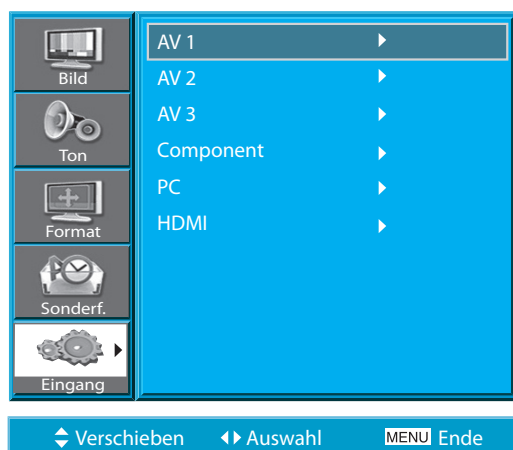 Bild
Ton
Format
Sonderf.
Eingang
AV 1
AV 2
AV 3
Component
PC
HDMI
Verschieben Auswahl MENU Ende